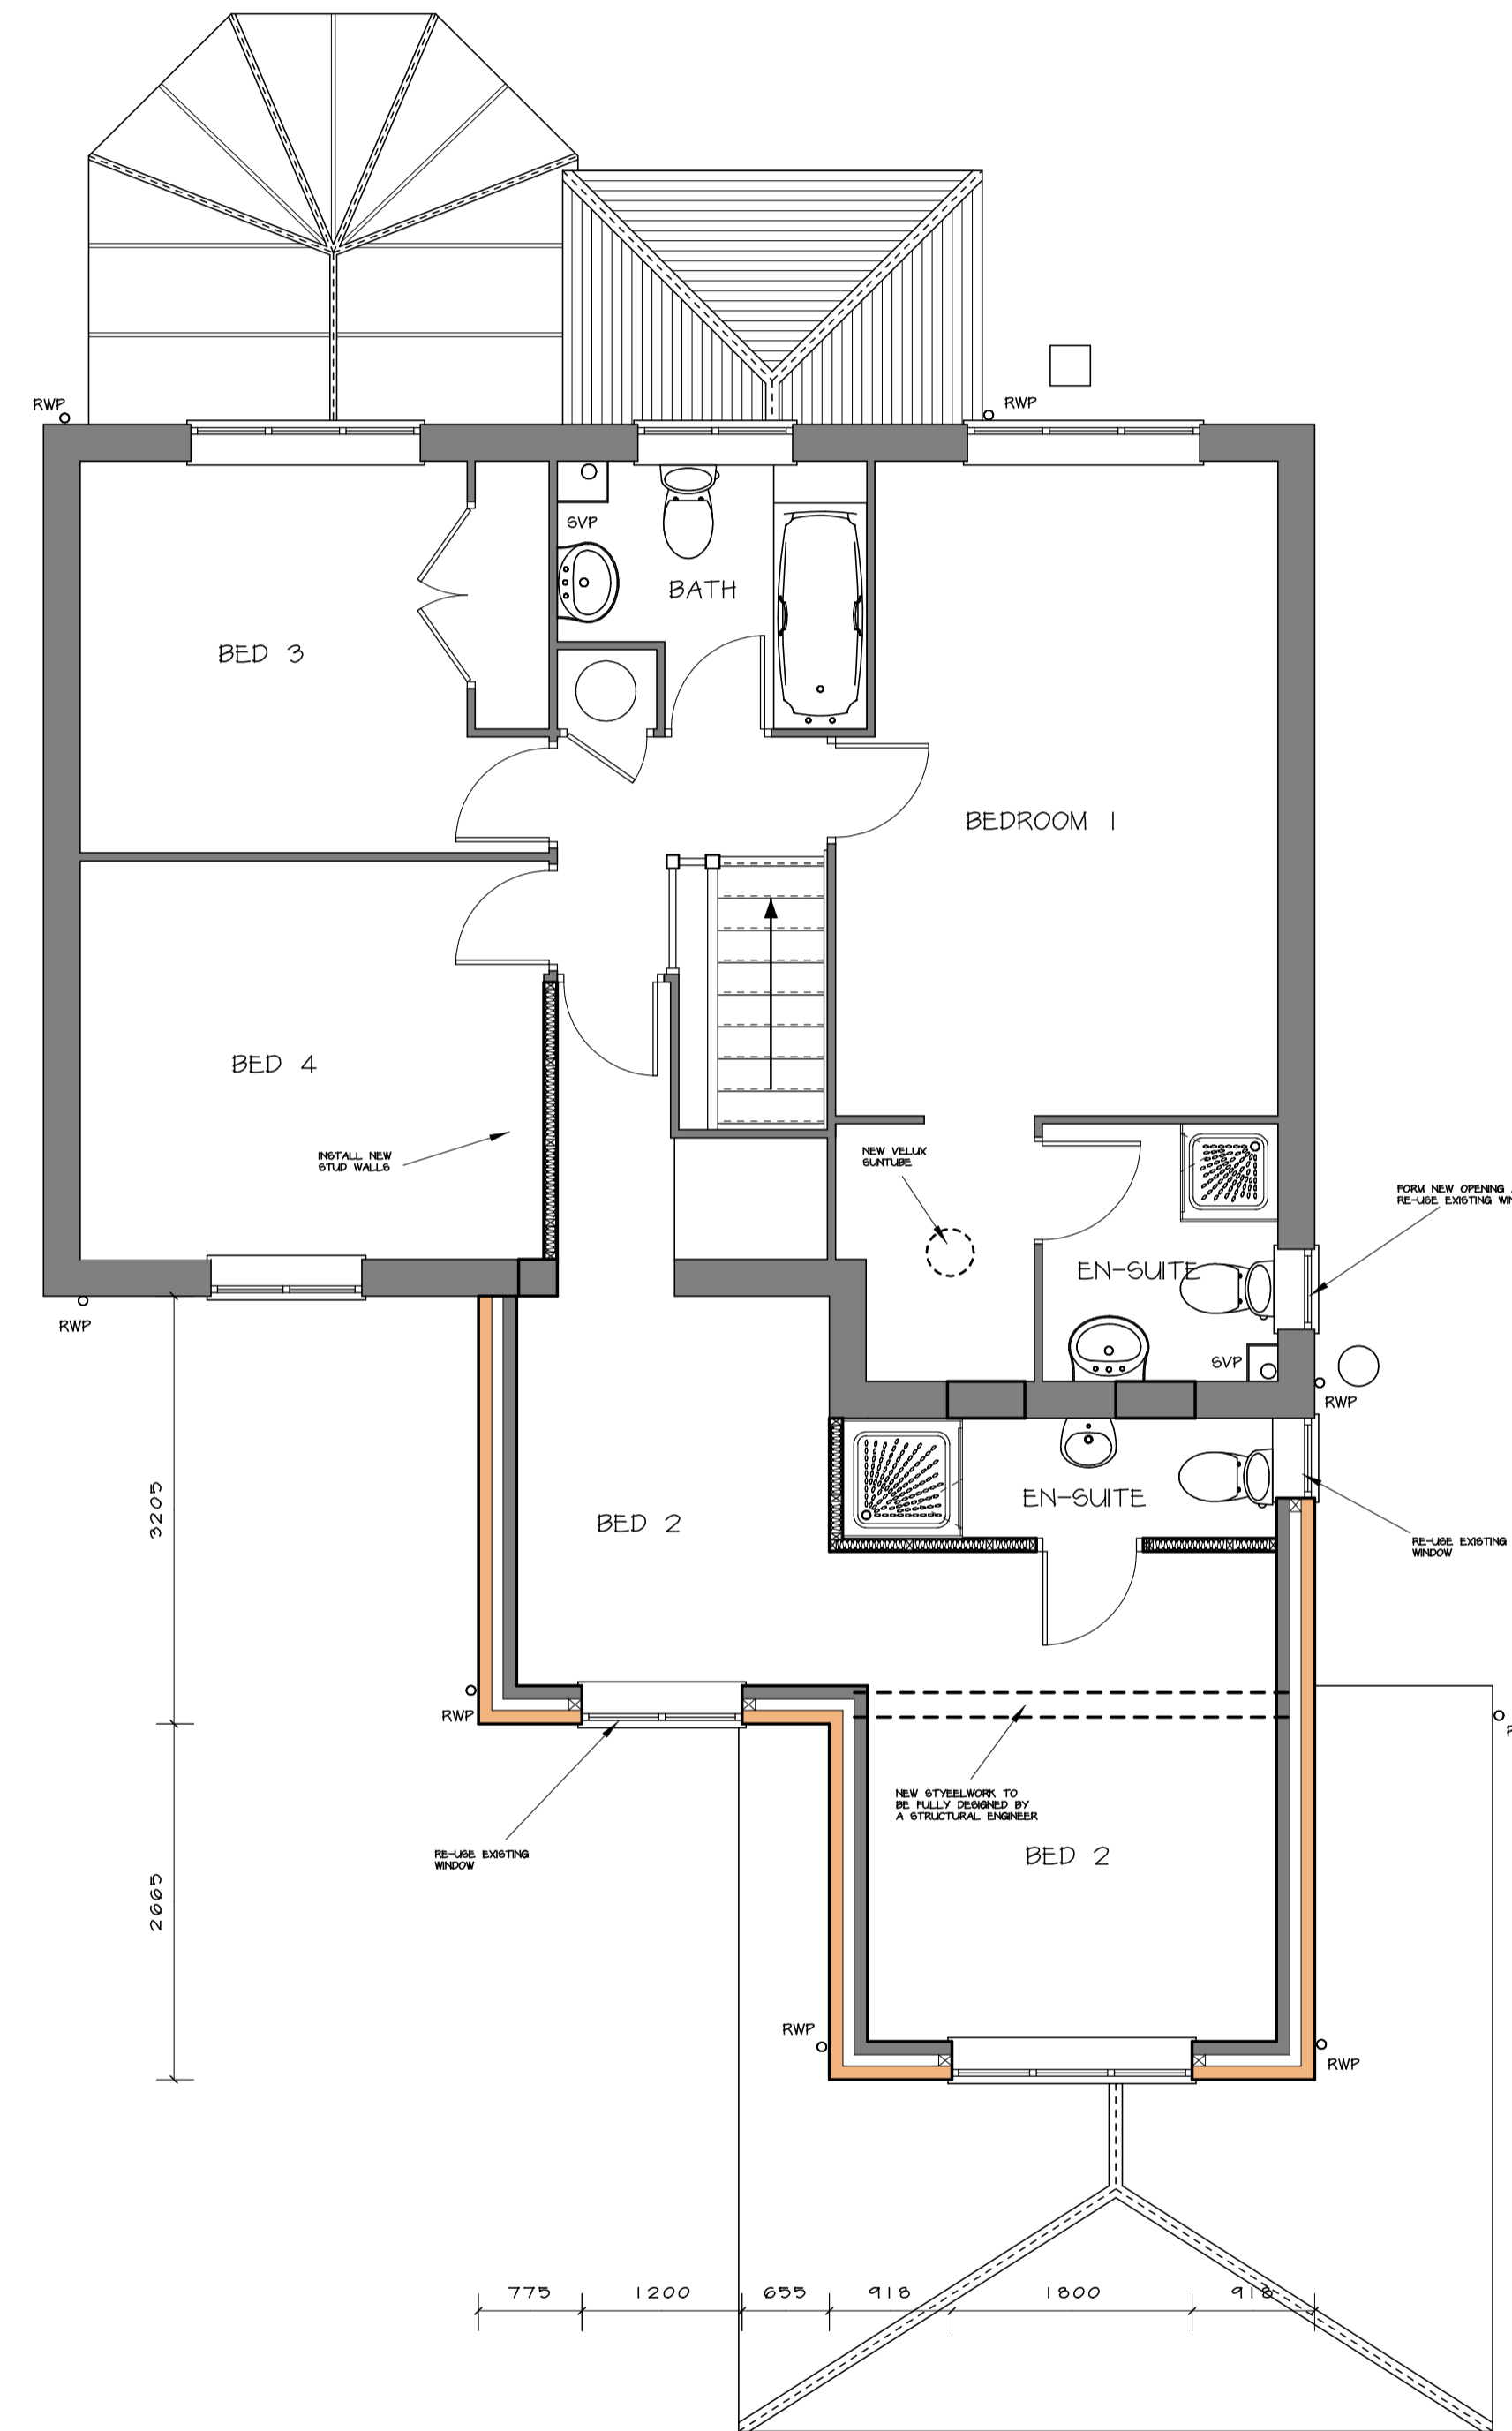 RWP
RWP
SVP
BATH
BED 3
BEDROOM 1
BED 4
INSTALL NEW
STUD WALLS
NEW VELUX
SUNTUBE
FORM NEW OPENING
RE-USE EXISTING
EN-SUITE
RWP
SVP
RWP
3205
BED 2
EN-SUITE
RE-USE EXISTING
WINDOW
RWP
NEW STYEELWORK TO
BE FULLY DESIGNED BY
A STRUCTURAL ENGINEER
RE-USE EXISTING
WINDOW
BED 2
2665
RWP
RWP
775 1200 655 918 1800 918